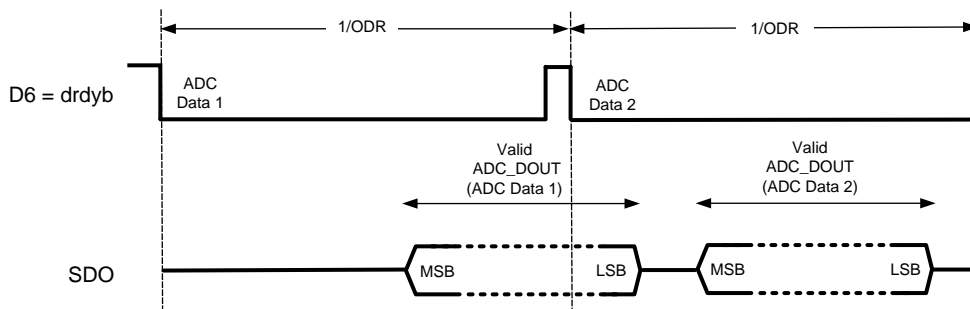 1/ODR
1/ODR
D6 = drdyb
ADC
Data 1
ADC
Data 2
Valid
ADC_DOUT
(ADC Data 1)
Valid
ADC_DOUT
(ADC Data 2)
SDO
MSB
LSB
MSB
LSB